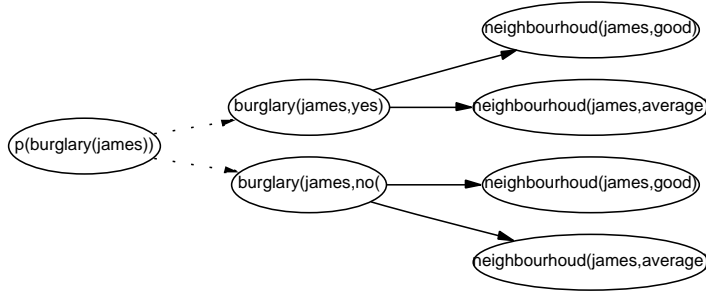 neighbourhoud(james,good)
burglary(james,yes)
neighbourhoud(james,average)
p(burglary(james))
burglary(james,no(
neighbourhoud(james,good)
neighbourhoud(james,average)